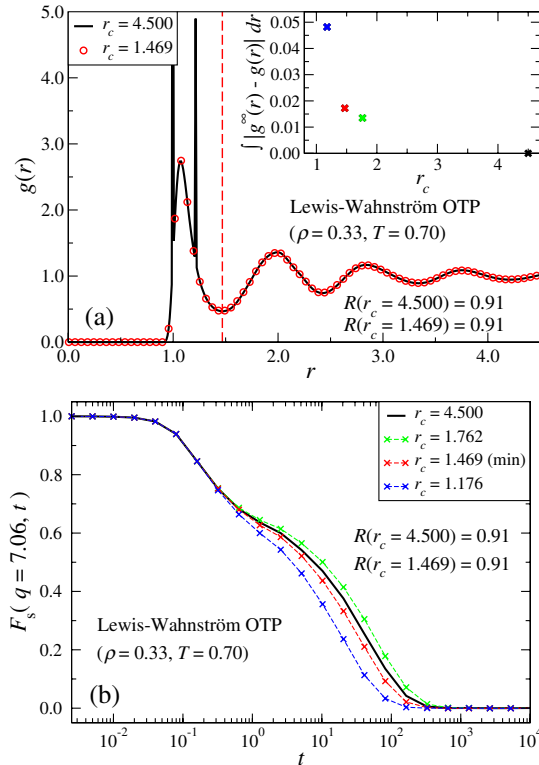 r_c = 4.500
r_c = 1.469
5.0
4.0
3.0
2.0
1.0
0.0
g(r)
0.05
0.04
0.03
0.02
0.01
0.00
∫ |g^∞(r) - g(r)| dr
1 2 3 4
r_c
Lewis-Wahnström OTP
(ρ = 0.33, T = 0.70)
R(r_c = 4.500) = 0.91
R(r_c = 1.469) = 0.91
(a)
0.0 1.0 2.0 3.0 4.0
r
r_c = 4.500
r_c = 1.762
r_c = 1.469 (min)
r_c = 1.176
R(r_c = 4.500) = 0.91
R(r_c = 1.469) = 0.91
1.0
0.8
0.6
0.4
0.2
0.0
F_s( q = 7.06, t )
Lewis-Wahnström OTP
(ρ = 0.33, T = 0.70)
(b)
10^-2 10^-1 10^0 10^1 10^2 10^3 10^4
t